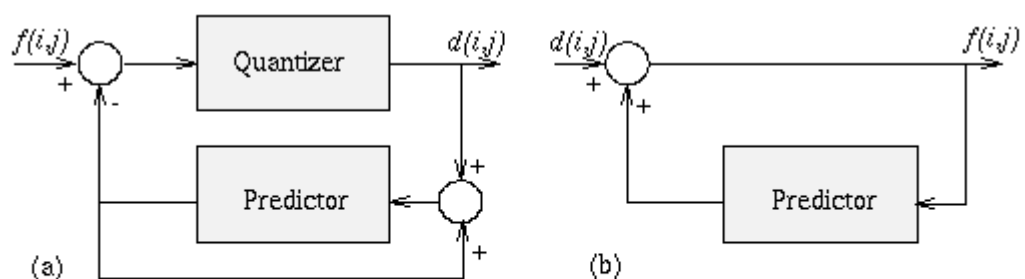 f(i,j)
+
-
Quantizer
d(i,j)
+
Predictor
+
(a)
d(i,j)
+
+
f(i,j)
Predictor
(b)